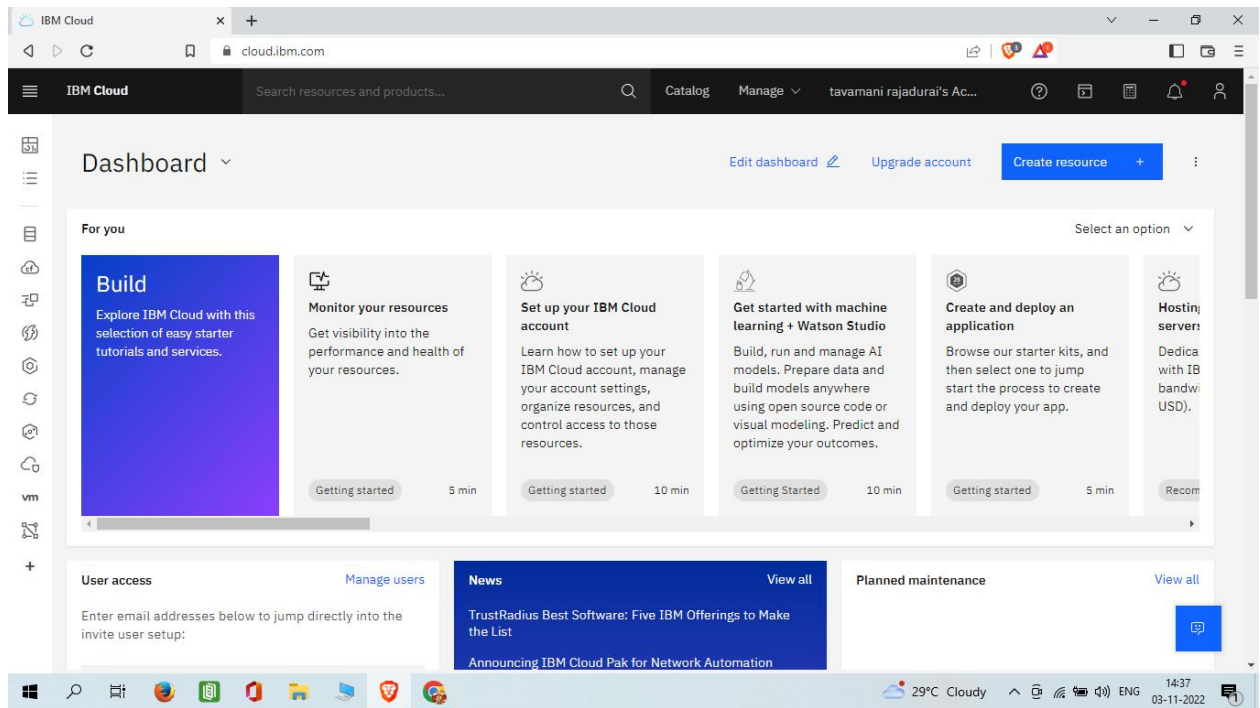 IBM Cloud
cloud.ibm.com
IBM Cloud
Search resources and products...
Catalog
Manage
tavamani rajadurai's Ac...
Dashboard
Edit dashboard
Upgrade account
Create resource +
For you
Select an option
Build
Explore IBM Cloud with this
selection of easy starter
tutorials and services.
Monitor your resources
Get visibility into the
performance and health of
your resources.
Getting started
5 min
Set up your IBM Cloud
account
Learn how to set up your
IBM Cloud account, manage
your account settings,
organize resources, and
control access to those
resources.
Getting started
10 min
Get started with machine
learning + Watson Studio
Build, run and manage AI
models. Prepare data and
build models anywhere
using open source code or
visual modeling. Predict and
optimize your outcomes.
Getting Started
10 min
Create and deploy an
application
Browse our starter kits, and
then select one to jump
start the process to create
and deploy your app.
Getting started
5 min
Hosting
servers
Dedica
with IB
bandwi
USD).
Recom
vm
User access
Manage users
Enter email addresses below to jump directly into the
invite user setup:
News
View all
TrustRadius Best Software: Five IBM Offerings to Make
the List
Announcing IBM Cloud Pak for Network Automation
Planned maintenance
View all
29°C Cloudy
ENG
14:37
03-11-2022